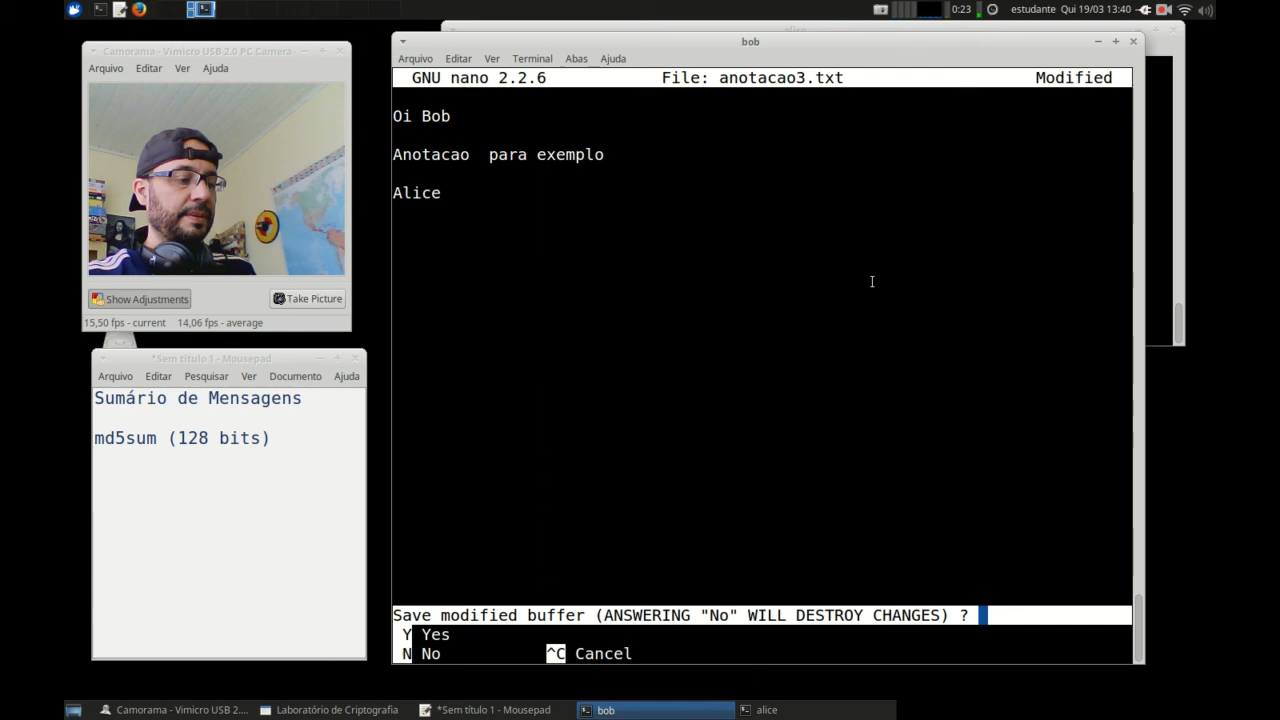 0:23 estudante Qui 19/03 13:40
alice
Camorama - Vimicro USB 2.0 PC Camera
Arquivo Editar Ver Ajuda
Show Adjustments Take Picture
15,50 fps - current 14,06 fps - average
*Sem título 1 - Mousepad
Arquivo Editar Pesquisar Ver Documento Ajuda
Sumário de Mensagens
md5sum (128 bits)
bob
Arquivo Editar Ver Terminal Abas Ajuda
GNU nano 2.2.6 File: anotacao3.txt Modified
Oi Bob
Anotacao  para exemplo
Alice
Save modified buffer (ANSWERING "No" WILL DESTROY CHANGES) ?
Y Yes
N No ^C Cancel
Camorama - Vimicro USB 2.... Laboratório de Criptografia *Sem título 1 - Mousepad bob alice